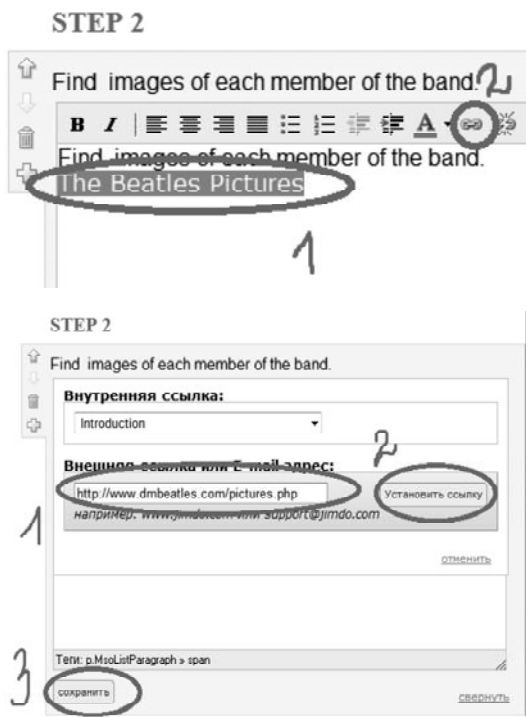 STEP 2
Find images of each member of the band.
2
B I A
Find images of each member of the band.
The Beatles Pictures
1
STEP 2
Find images of each member of the band.
Внутренняя ссылка:
Introduction
2
Внешняя ссылка или E-mail адрес:
http://www.dmbeatles.com/pictures.php
Установить ссылку
1
например: www.jimdo.com или support@jimdo.com
отменить
Теги: p.MsoListParagraph » span
3
сохранить
свернуть